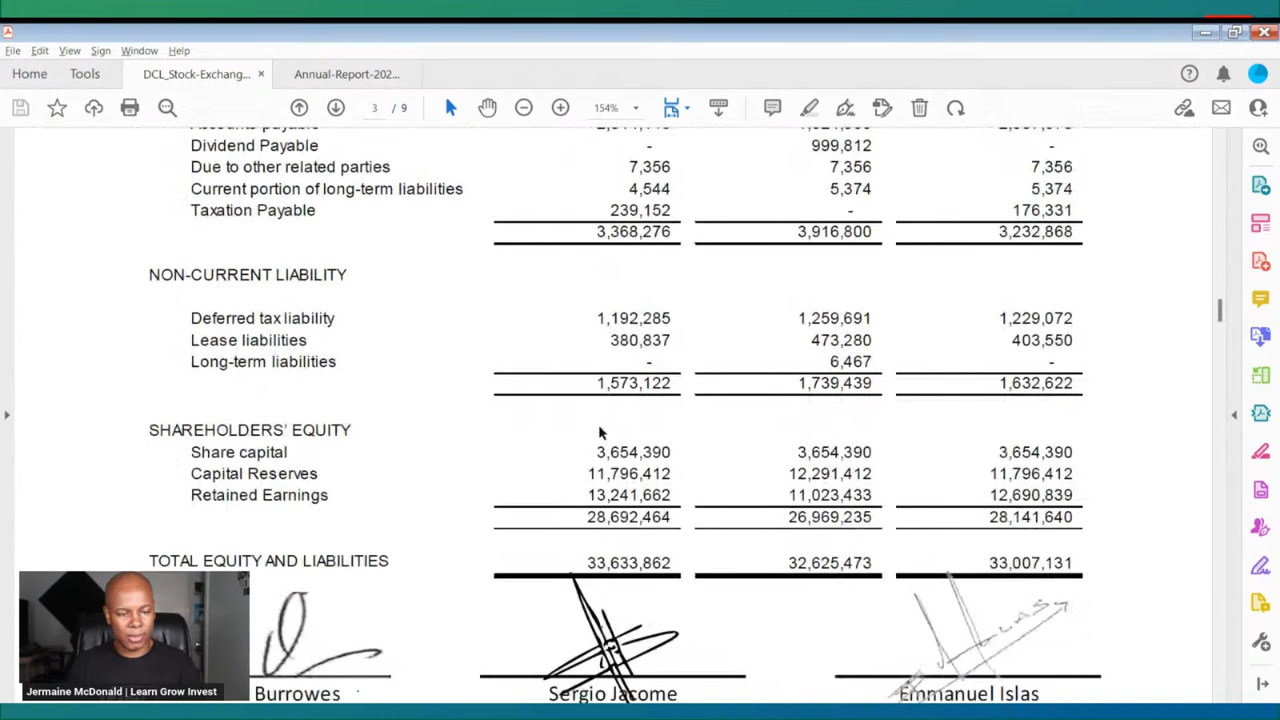 File Edit View Sign Window Help
Home Tools DCL_Stock-Exchang... × Annual-Report-202...
3 / 9 154%
Accounts payable
Dividend Payable - 999,812 -
Due to other related parties 7,356 7,356 7,356
Current portion of long-term liabilities 4,544 5,374 5,374
Taxation Payable 239,152 - 176,331
3,368,276 3,916,800 3,232,868
NON-CURRENT LIABILITY
Deferred tax liability 1,192,285 1,259,691 1,229,072
Lease liabilities 380,837 473,280 403,550
Long-term liabilities - 6,467 -
1,573,122 1,739,439 1,632,622
SHAREHOLDERS' EQUITY
Share capital 3,654,390 3,654,390 3,654,390
Capital Reserves 11,796,412 12,291,412 11,796,412
Retained Earnings 13,241,662 11,023,433 12,690,839
28,692,464 26,969,235 28,141,640
TOTAL EQUITY AND LIABILITIES 33,633,862 32,625,473 33,007,131
Burrowes Sergio Jacome Emmanuel Islas
Jermaine McDonald | Learn Grow Invest